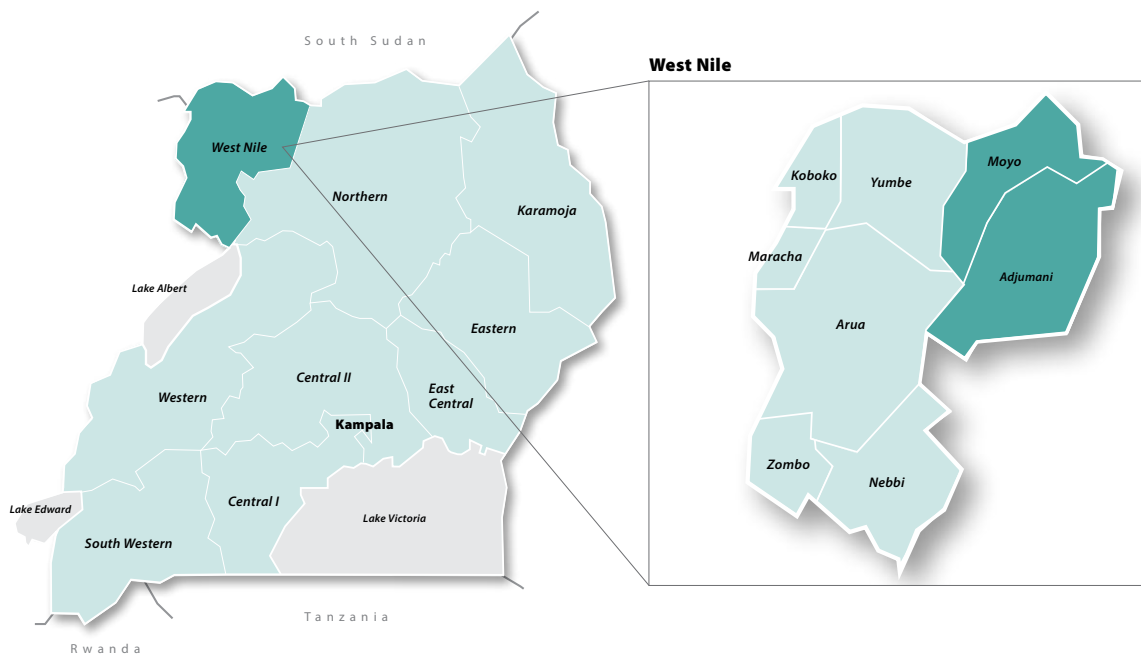 South Sudan
West Nile
West Nile
Koboko
Yumbe
Moyo
Northern
Karamoja
Maracha
Adjumani
Lake Albert
Arua
Eastern
Central II
Western
East
Central
Kampala
Zombo
Nebbi
Central I
Lake Edward
Lake Victoria
South Western
Tanzania
Rwanda